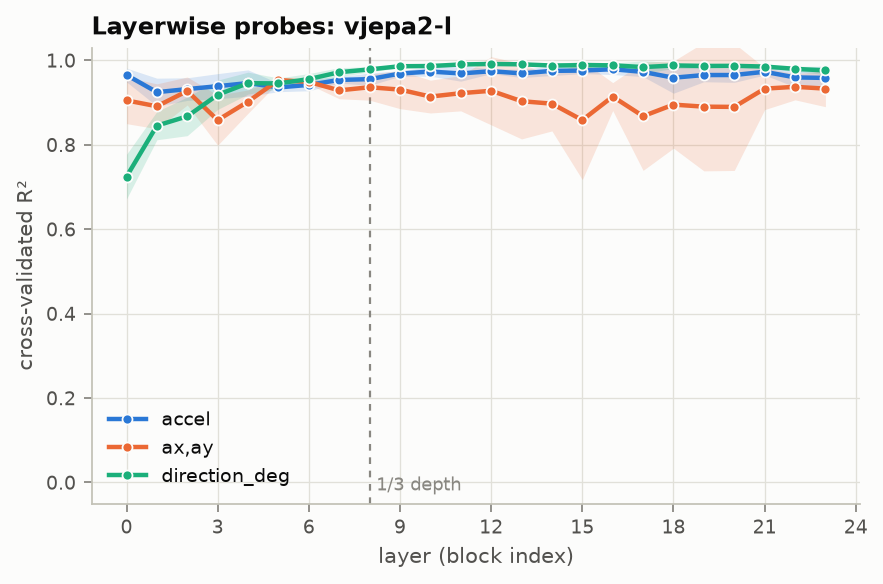 Layerwise probes: vjepa2-l
cross-validated R²
1.0
0.8
0.6
0.4
0.2
0.0
accel
ax,ay
direction_deg
1/3 depth
0 3 6 9 12 15 18 21 24
layer (block index)